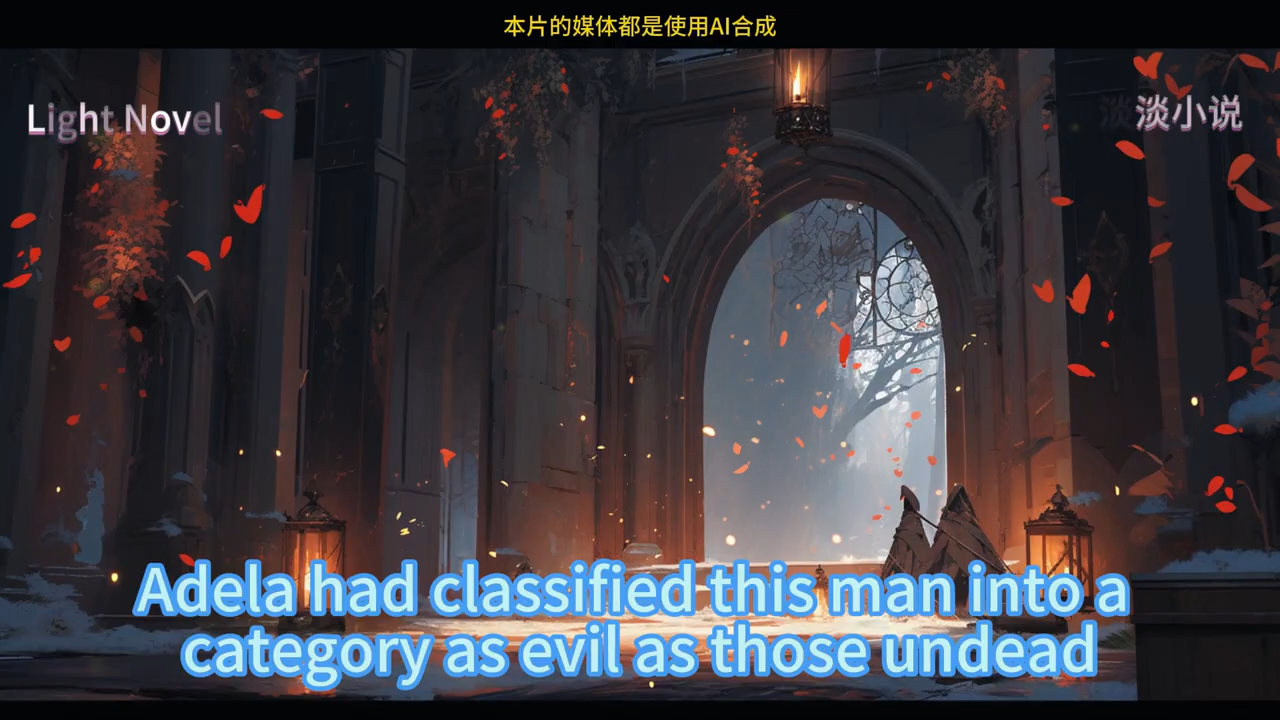 本片的媒体都是使用AI合成
Light Novel
淡淡小说
Adela had classified this man into a
category as evil as those undead